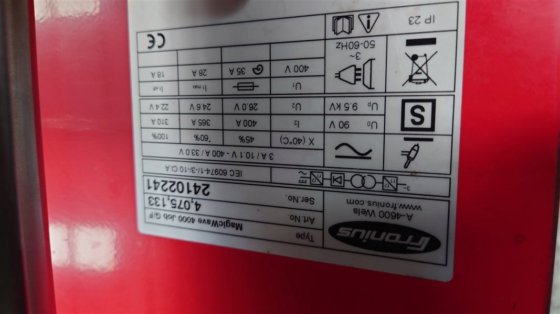 Fronius
A-4600 Wels
www.fronius.com
Type
MagicWave 4000 Job G/F
Art.No.
4,075,133
Ser.No.
24102241
IEC 60974-1/-3/-10 Cl.A
3 A / 10.1 V - 400 A / 33.0 V
X (40°C) 45% 60% 100%
U₀ 90 V I₂ 400 A 365 A 310 A
Up 9.5 kV U₂ 26.0 V 24.6 V 22.4 V
S
3~
50-60Hz
U₁ I₁max I₁eff
400 V 35 A 28 A 18 A
IP 23
CE